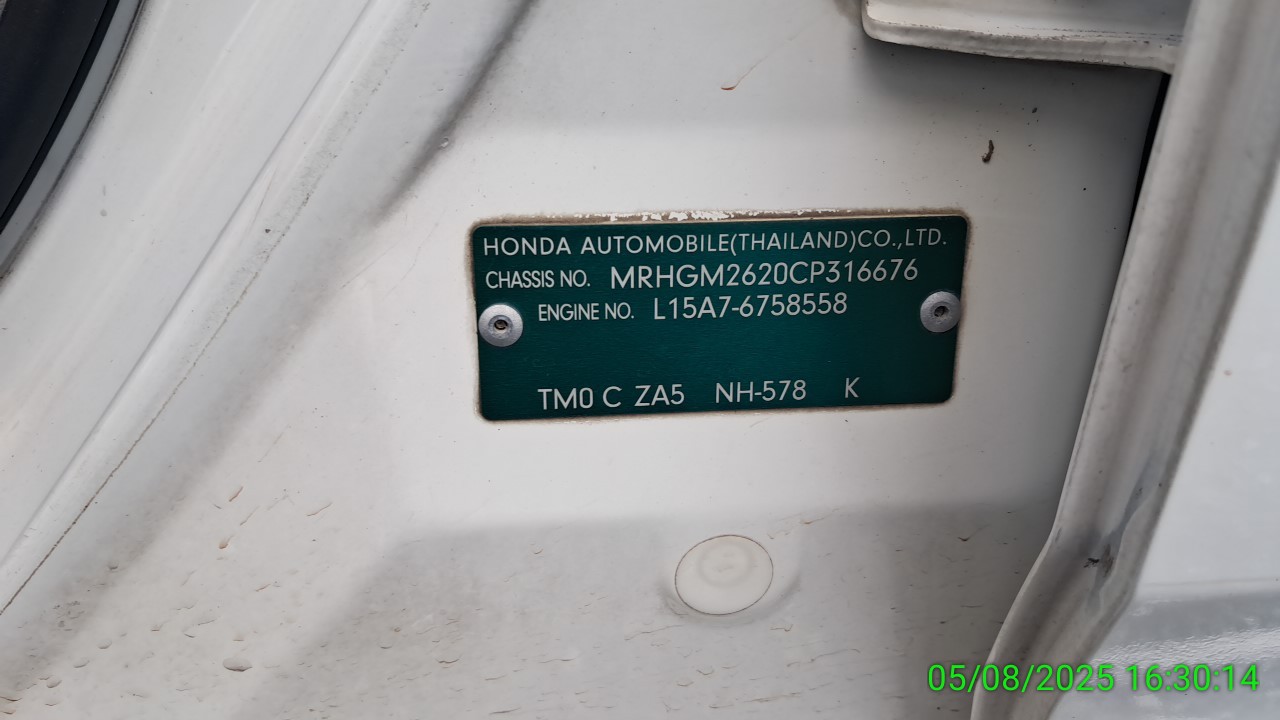 HONDA AUTOMOBILE(THAILAND)CO.,LTD.
CHASSIS NO. MRHGM2620CP316676
ENGINE NO. L15A7-6758558
TM0 C ZA5 NH-578 K
05/08/2025 16:30:14